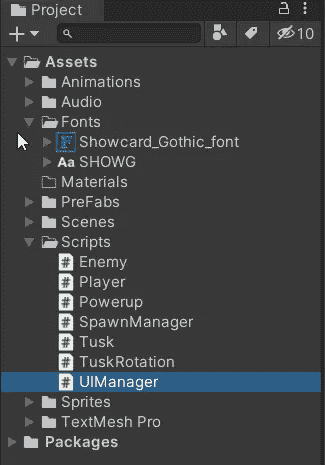 Project
10
Assets
Animations
Audio
Fonts
F Showcard_Gothic_font
Aa SHOWG
Materials
PreFabs
Scenes
Scripts
# Enemy
# Player
# Powerup
# SpawnManager
# Tusk
# TuskRotation
# UIManager
Sprites
TextMesh Pro
Packages